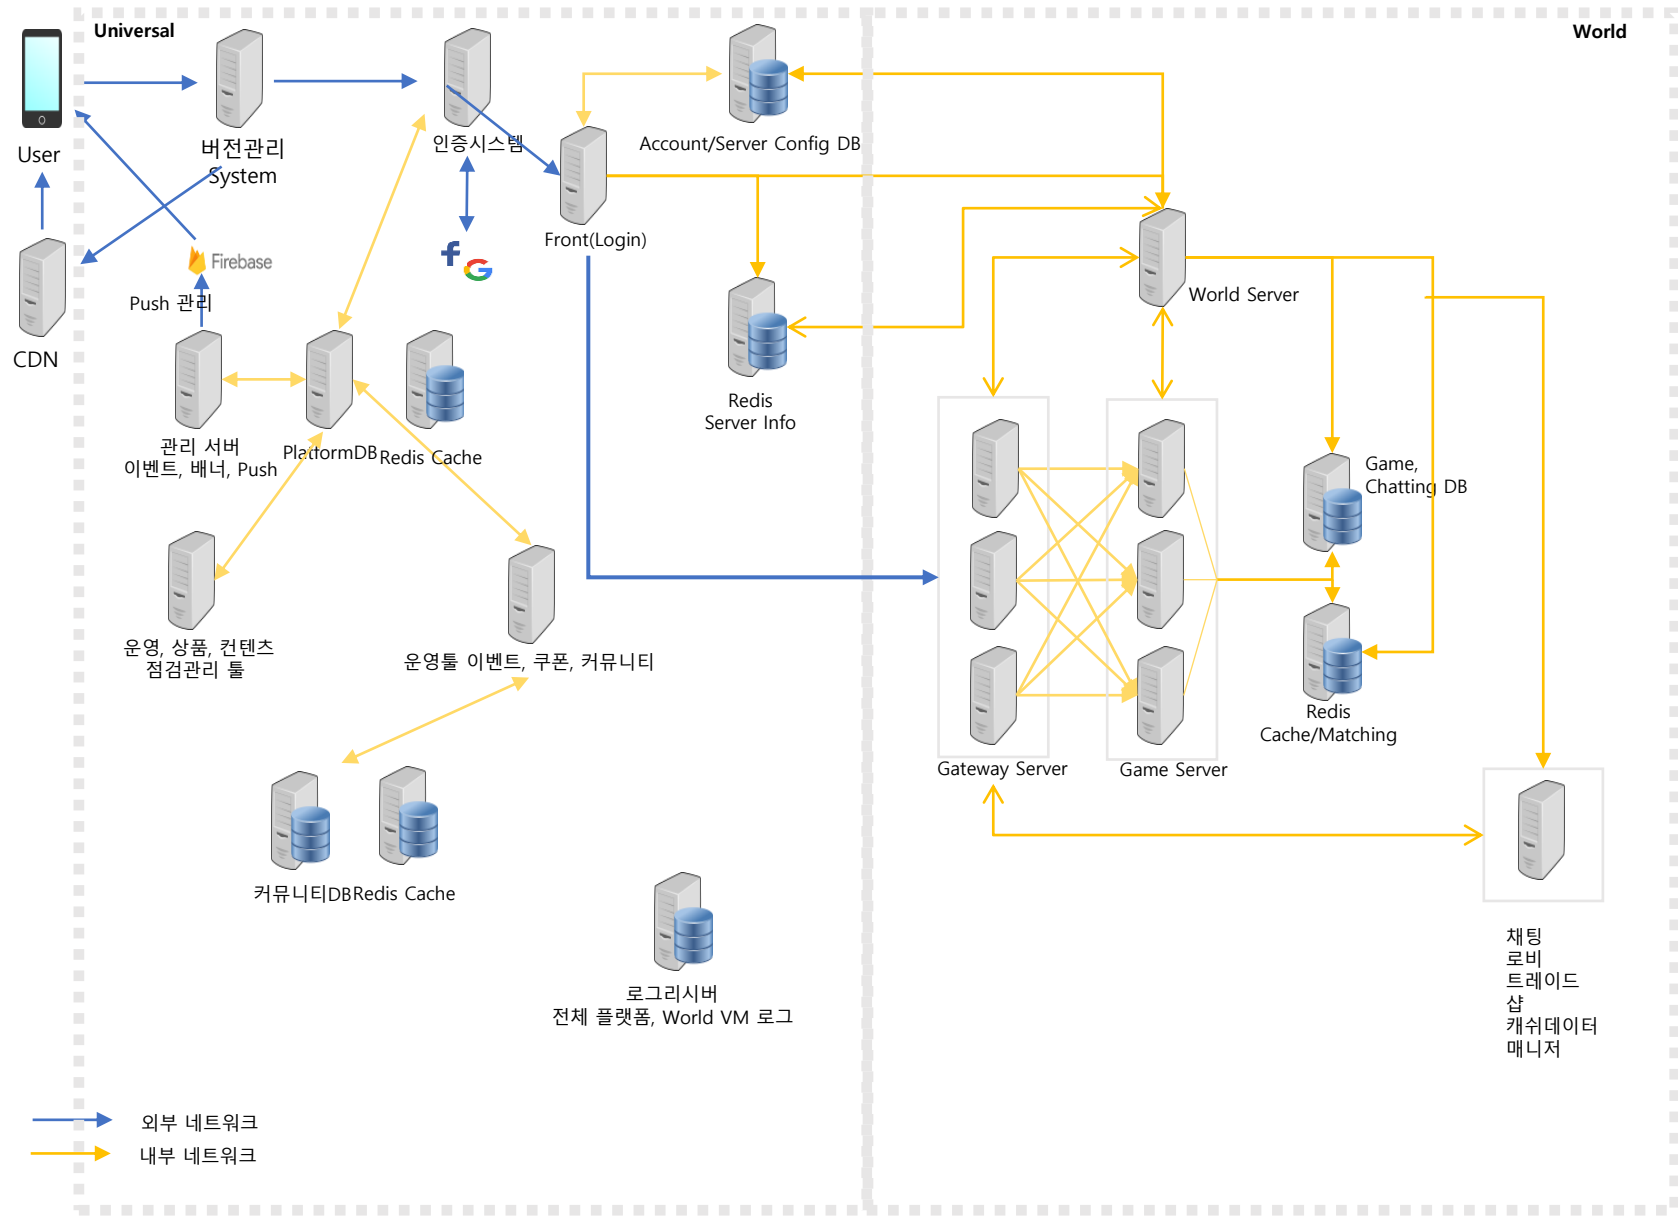 Universal
World
User
버전관리
System
인증시스템
Account/Server Config DB
Front(Login)
Firebase
Push 관리
CDN
World Server
관리 서버
이벤트, 배너, Push
PlatformDB
Redis Cache
Redis
Server Info
Game,
Chatting DB
운영, 상품, 컨텐츠
점검관리 툴
운영툴 이벤트, 쿠폰, 커뮤니티
Redis
Cache/Matching
Gateway Server
Game Server
커뮤니티DB
Redis Cache
로그리시버
전체 플랫폼, World VM 로그
채팅
로비
트레이드
샵
캐쉬데이터
매니저
외부 네트워크
내부 네트워크